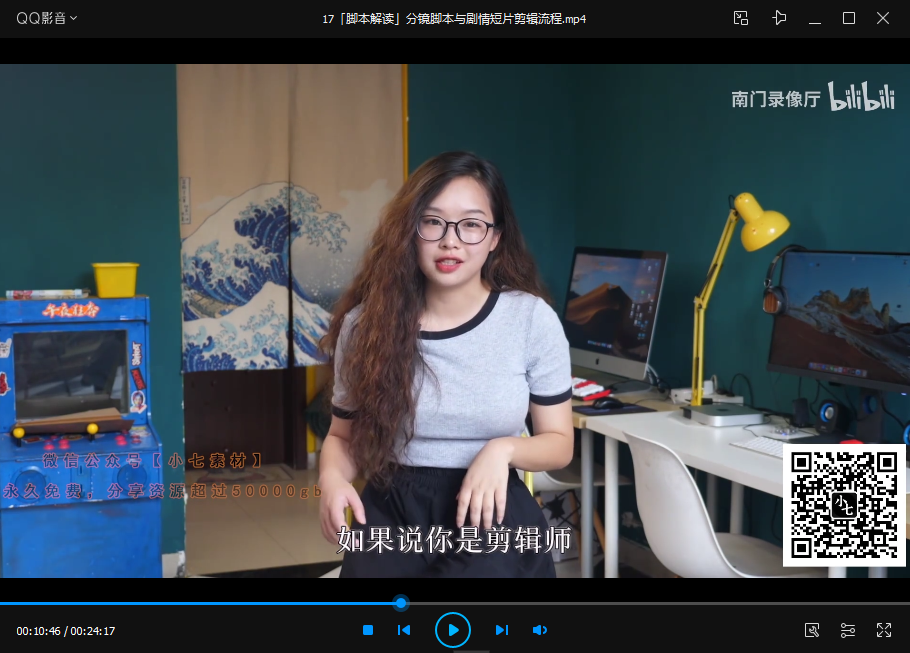 QQ影音
17「脚本解读」分镜脚本与剧情短片剪辑流程.mp4
南门录像厅 bilibili
午夜狂奔
微信公众号【小七素材】
永久免费，分享资源超过50000gb
小七
如果说你是剪辑师
00:10:46 / 00:24:17